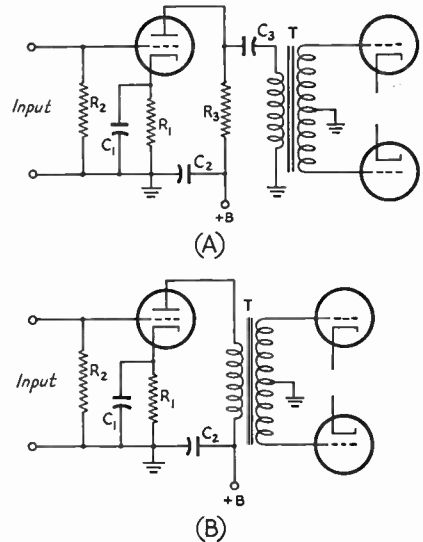 C3
T
Input
R2
C1
R1
R3
C2
+B
(A)
T
Input
R2
C1
R1
C2
+B
(B)